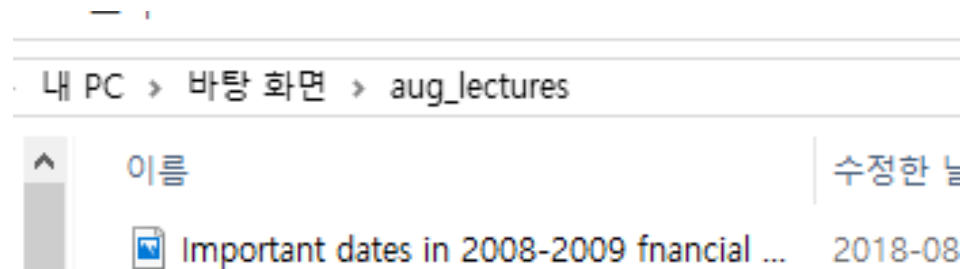 내 PC > 바탕 화면 > aug_lectures
이름 수정한
Important dates in 2008-2009 fnancial ... 2018-08